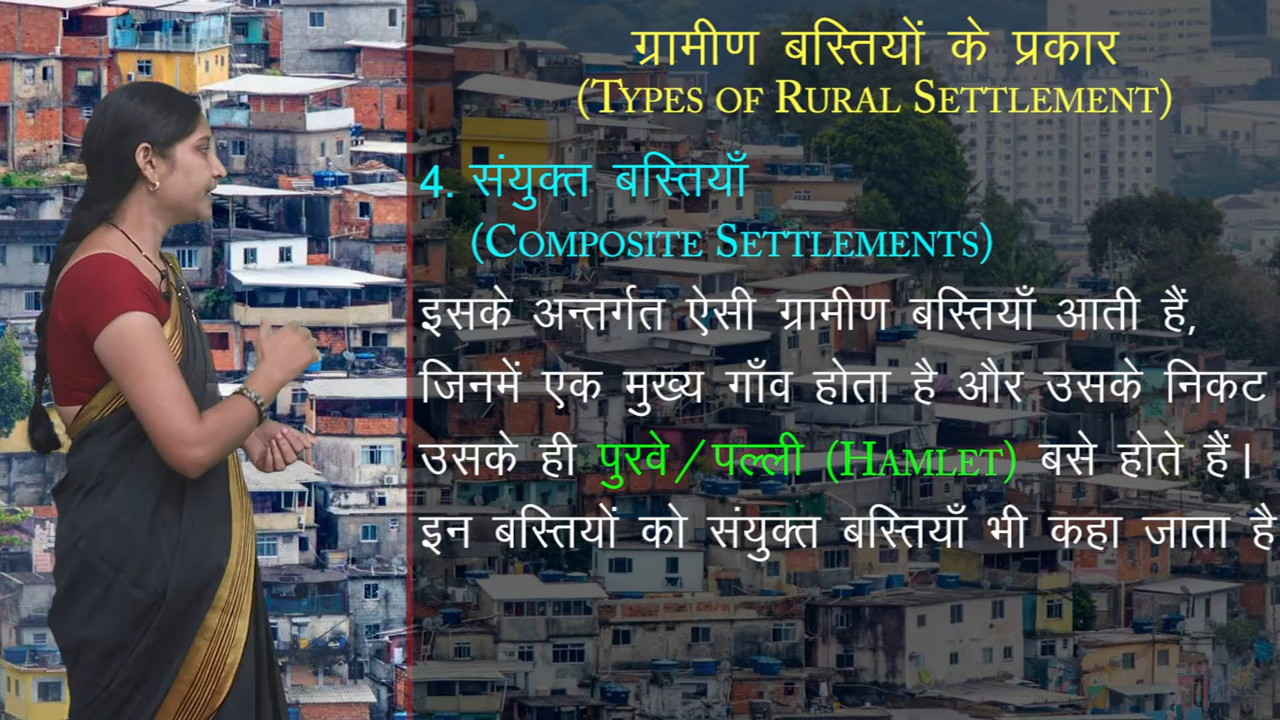 ग्रामीण बस्तियों के प्रकार
(TYPES OF RURAL SETTLEMENT)
4. संयुक्त बस्तियाँ
(COMPOSITE SETTLEMENTS)
इसके अन्तर्गत ऐसी ग्रामीण बस्तियाँ आती हैं,
जिनमें एक मुख्य गाँव होता है और उसके निकट
उसके ही पुरवे/पल्ली (HAMLET) बसे होते हैं।
इन बस्तियों को संयुक्त बस्तियाँ भी कहा जाता है